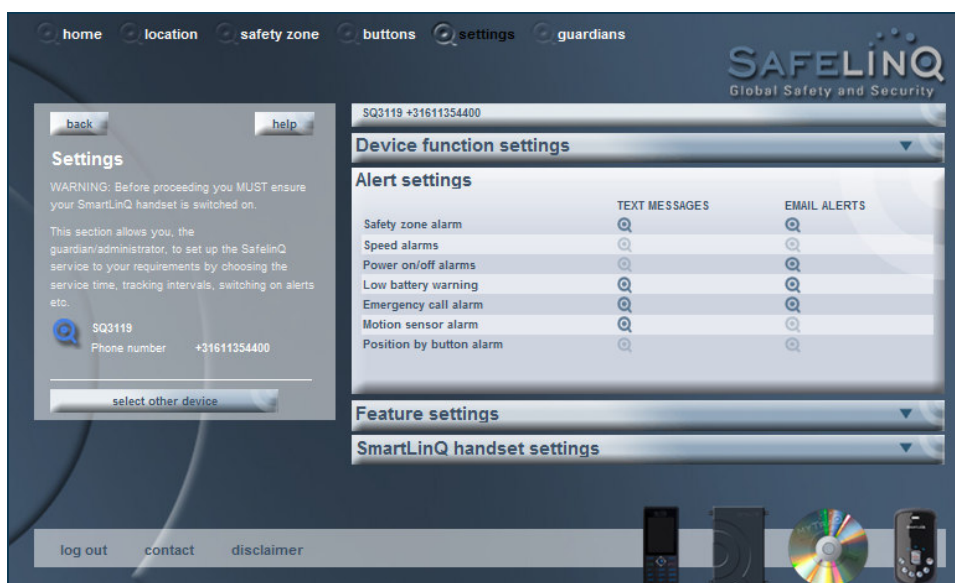 home location safety zone buttons settings guardians
SAFELINQ
Global Safety and Security
back help
Settings
WARNING: Before proceeding you MUST ensure
your SmartLinQ handset is switched on.
This section allows you, the
guardian/administrator, to set up the SafelinQ
service to your requirements by choosing the
service time, tracking intervals, switching on alerts
etc.
SQ3119
Phone number +31611354400
select other device
SQ3119 +31611354400
Device function settings
Alert settings
TEXT MESSAGES EMAIL ALERTS
Safety zone alarm
Speed alarms
Power on/off alarms
Low battery warning
Emergency call alarm
Motion sensor alarm
Position by button alarm
Feature settings
SmartLinQ handset settings
log out contact disclaimer